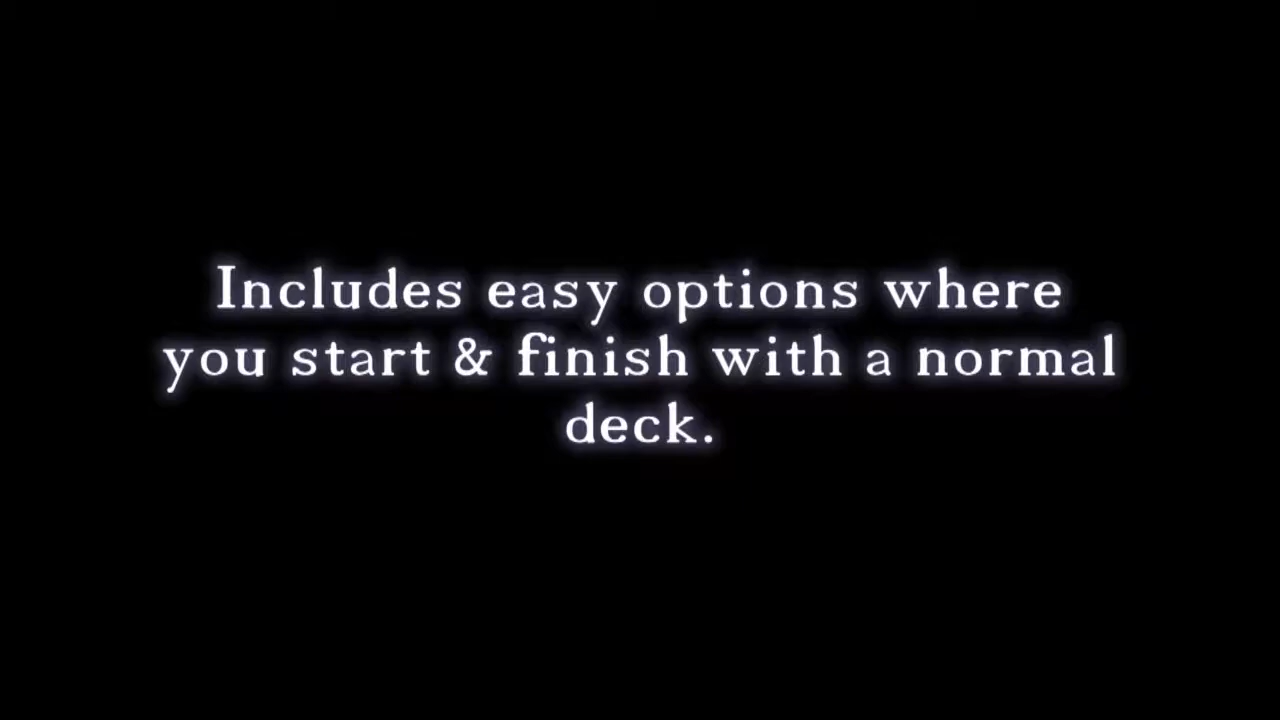 Includes easy options where
you start & finish with a normal
deck.